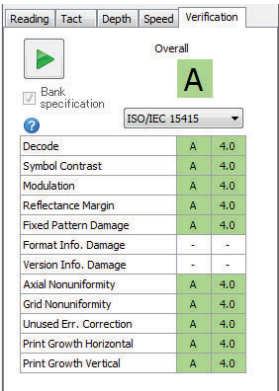 Reading Tact Depth Speed Verification
Overall
A
Bank
specification
ISO/IEC 15415
Decode A 4.0
Symbol Contrast A 4.0
Modulation A 4.0
Reflectance Margin A 4.0
Fixed Pattern Damage A 4.0
Format Info. Damage - -
Version Info. Damage - -
Axial Nonuniformity A 4.0
Grid Nonuniformity A 4.0
Unused Err. Correction A 4.0
Print Growth Horizontal A 4.0
Print Growth Vertical A 4.0